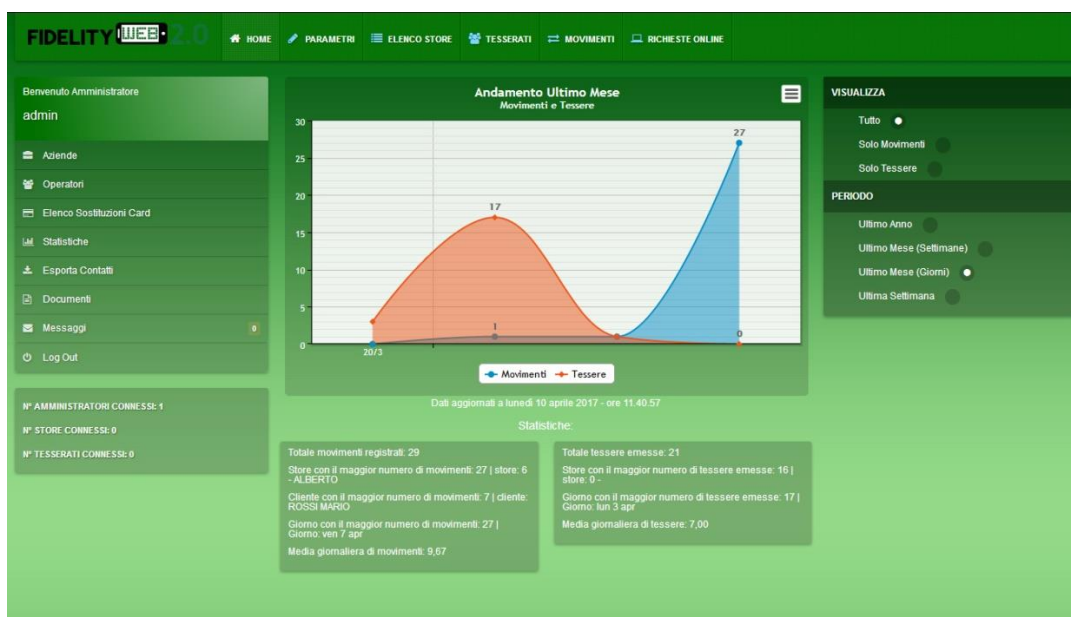 FIDELITY WEB 2.0
HOME
PARAMETRI
ELENCO STORE
TESSERATI
MOVIMENTI
RICHIESTE ONLINE
Benvenuto Amministratore
admin
Aziende
Operatori
Elenco Sostituzioni Card
Statistiche
Esporta Contatti
Documenti
Messaggi
0
Log Out
N° AMMINISTRATORI CONNESSI: 1
N° STORE CONNESSI: 0
N° TESSERATI CONNESSI: 0
Andamento Ultimo Mese
Movimenti e Tessere
30
25
20
15
10
5
0
17
27
1
0
20/3
Movimenti
Tessere
Dati aggiornati a lunedì 10 aprile 2017 - ore 11.40.57
Statistiche:
Totale movimenti registrati: 29
Store con il maggior numero di movimenti: 27 | store: 6
- ALBERTO
Cliente con il maggior numero di movimenti: 7 | cliente:
ROSSI MARIO
Giorno con il maggior numero di movimenti: 27 |
Giorno: ven 7 apr
Media giornaliera di movimenti: 9,67
Totale tessere emesse: 21
Store con il maggior numero di tessere emesse: 16 |
store: 0 -
Giorno con il maggior numero di tessere emesse: 17 |
Giorno: lun 3 apr
Media giornaliera di tessere: 7,00
VISUALIZZA
Tutto
Solo Movimenti
Solo Tessere
PERIODO
Ultimo Anno
Ultimo Mese (Settimane)
Ultimo Mese (Giorni)
Ultima Settimana